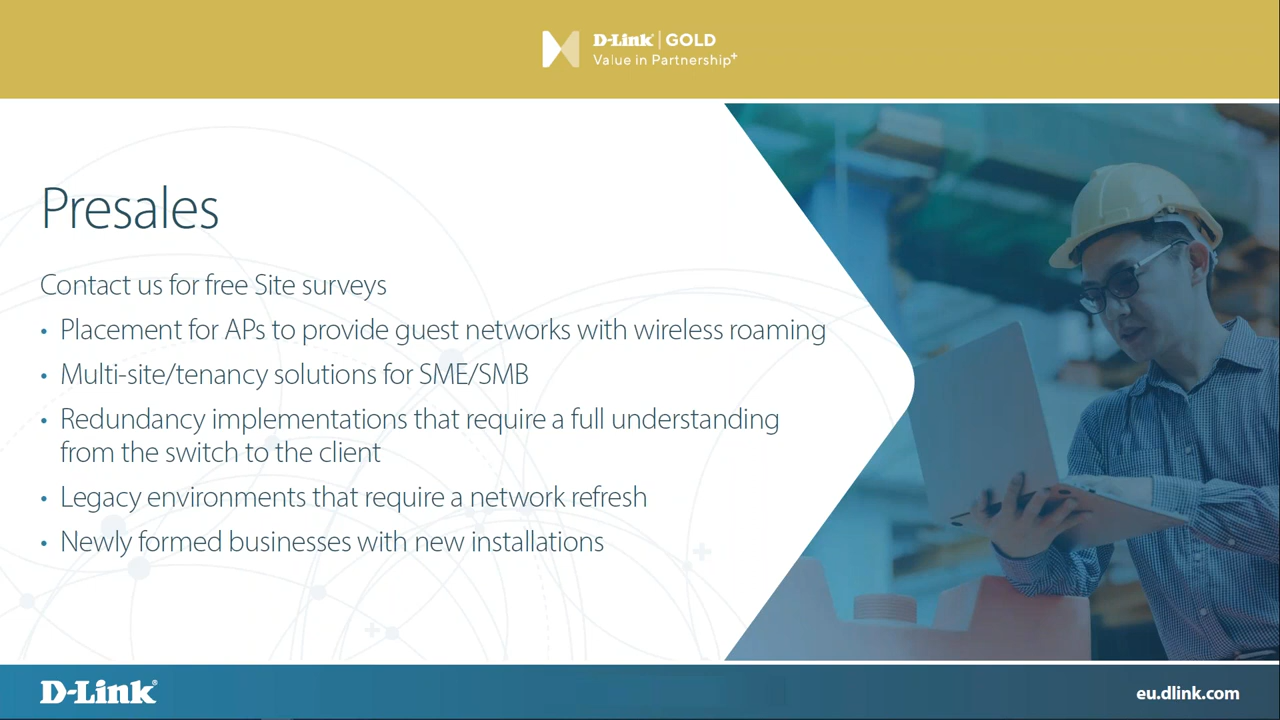 D-Link® | GOLD
Value in Partnership+
Presales
Contact us for free Site surveys
• Placement for APs to provide guest networks with wireless roaming
• Multi-site/tenancy solutions for SME/SMB
• Redundancy implementations that require a full understanding
from the switch to the client
• Legacy environments that require a network refresh
• Newly formed businesses with new installations
D-Link®
eu.dlink.com